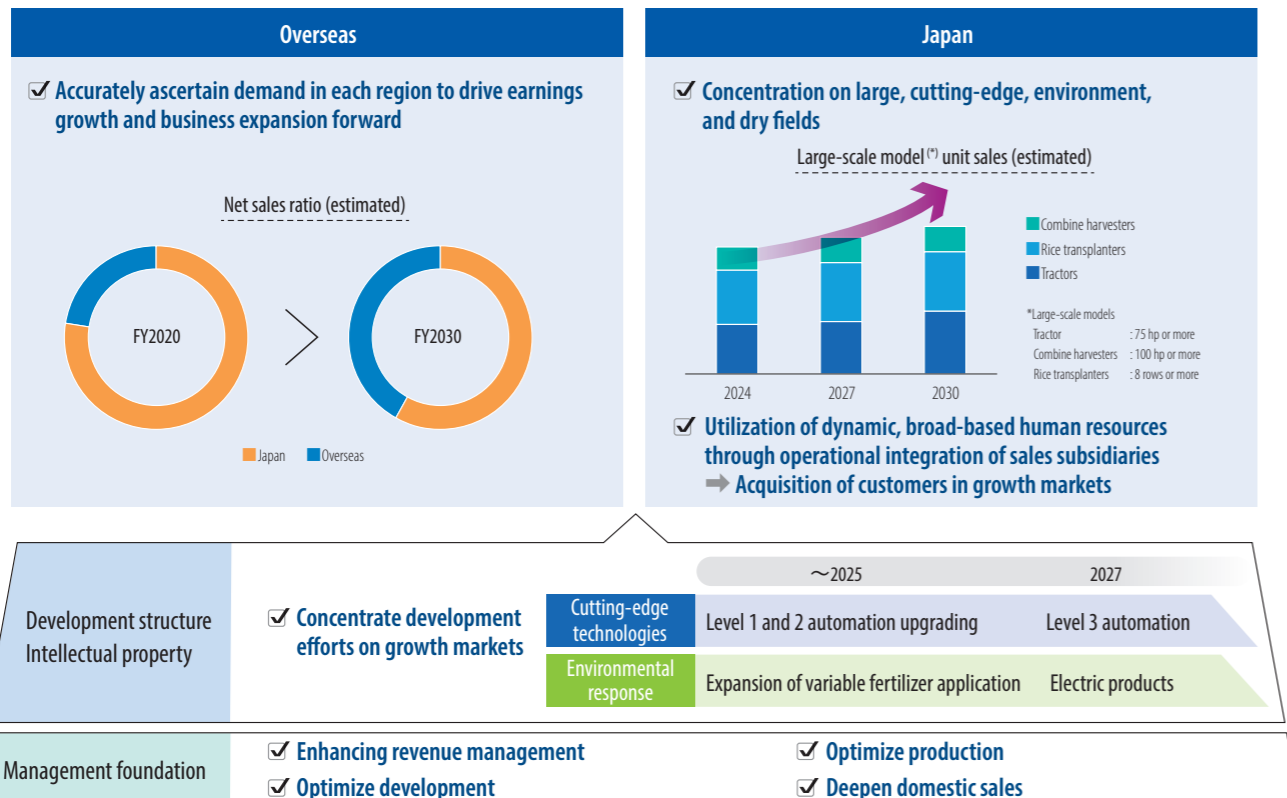 Overseas
Accurately ascertain demand in each region to drive earnings
growth and business expansion forward
Net sales ratio (estimated)
FY2020
FY2030
Japan
Overseas
Japan
Concentration on large, cutting-edge, environment,
and dry fields
Large-scale model (*) unit sales (estimated)
Combine harvesters
Rice transplanters
Tractors
*Large-scale models
Tractor : 75 hp or more
Combine harvesters : 100 hp or more
Rice transplanters : 8 rows or more
2024 2027 2030
Utilization of dynamic, broad-based human resources
through operational integration of sales subsidiaries
➡ Acquisition of customers in growth markets
Development structure
Intellectual property
Concentrate development
efforts on growth markets
～2025 2027
Cutting-edge
technologies
Level 1 and 2 automation upgrading Level 3 automation
Environmental
response
Expansion of variable fertilizer application Electric products
Management foundation
Enhancing revenue management
Optimize development
Optimize production
Deepen domestic sales